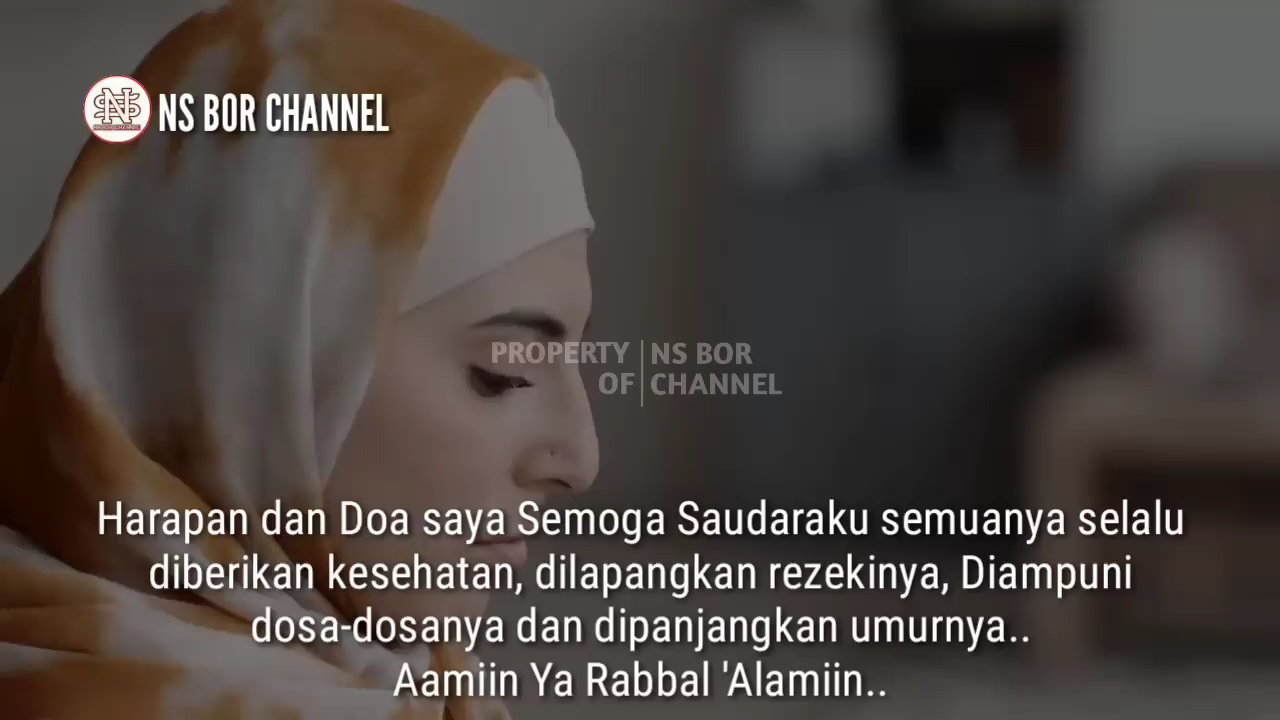 NS BOR CHANNEL
PROPERTY OF NS BOR CHANNEL
Harapan dan Doa saya Semoga Saudaraku semuanya selalu
diberikan kesehatan, dilapangkan rezekinya, Diampuni
dosa-dosanya dan dipanjangkan umurnya..
Aamiin Ya Rabbal 'Alamiin..